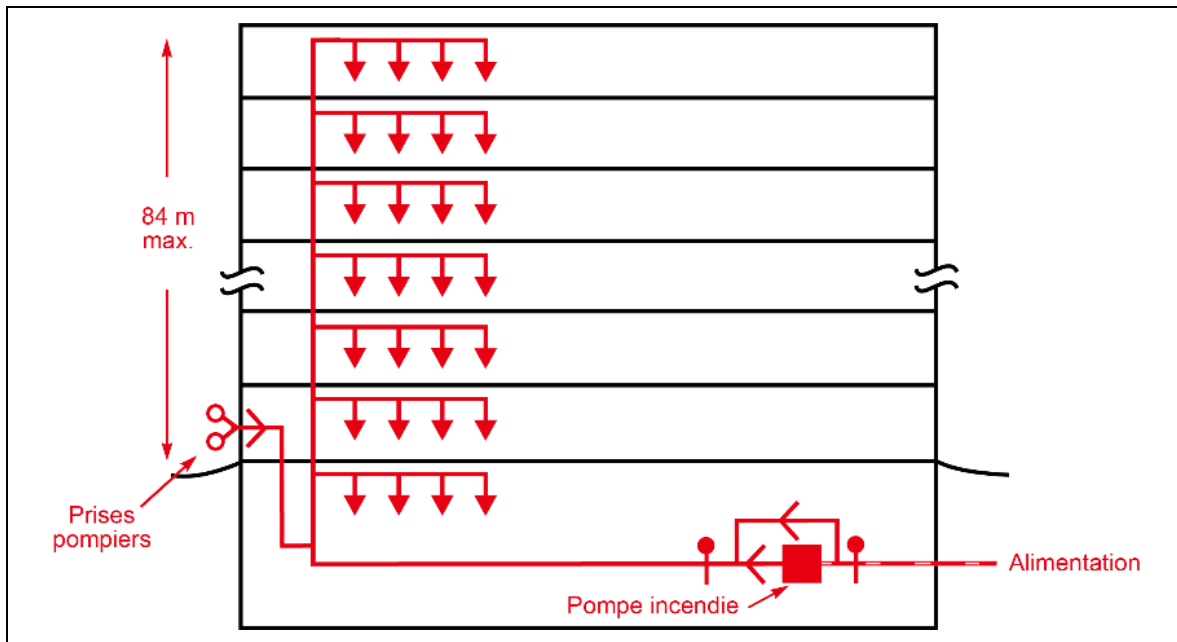 84 m
max.
Prises
pompiers
Alimentation
Pompe incendie